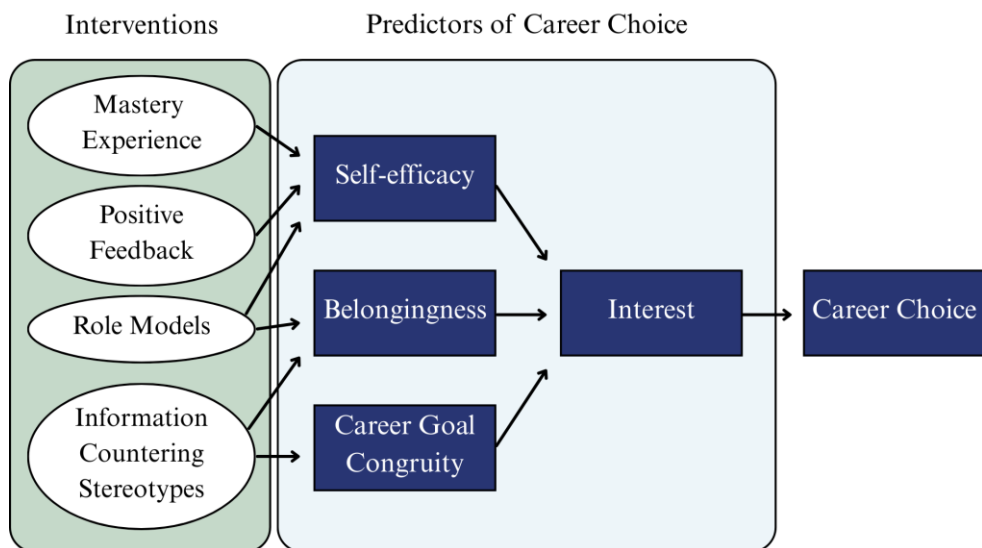 Interventions
Predictors of Career Choice
Mastery
Experience
Positive
Feedback
Role Models
Information
Countering
Stereotypes
Self-efficacy
Belongingness
Career Goal
Congruity
Interest
Career Choice